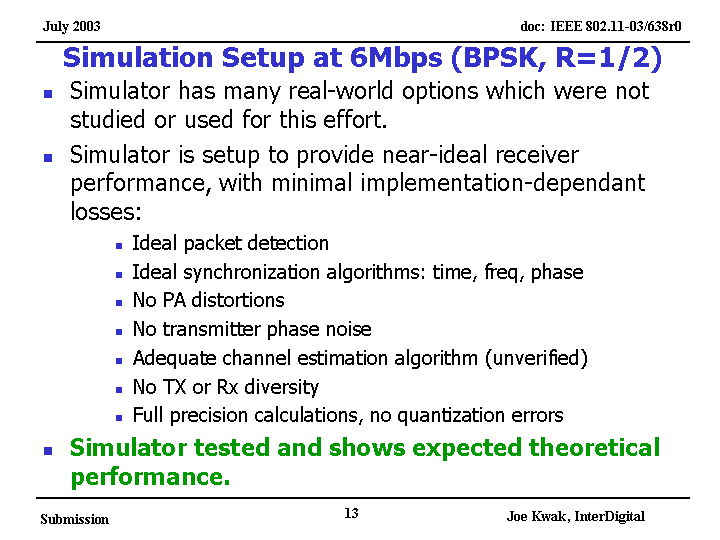 July 2003 doc: IEEE 802.11-03/638r0
Simulation Setup at 6Mbps (BPSK, R=1/2)
Simulator has many real-world options which were not
studied or used for this effort.
Simulator is setup to provide near-ideal receiver
performance, with minimal implementation-dependant
losses:
Ideal packet detection
Ideal synchronization algorithms: time, freq, phase
No PA distortions
No transmitter phase noise
Adequate channel estimation algorithm (unverified)
No TX or Rx diversity
Full precision calculations, no quantization errors
Simulator tested and shows expected theoretical
performance.
Submission 13 Joe Kwak, InterDigital